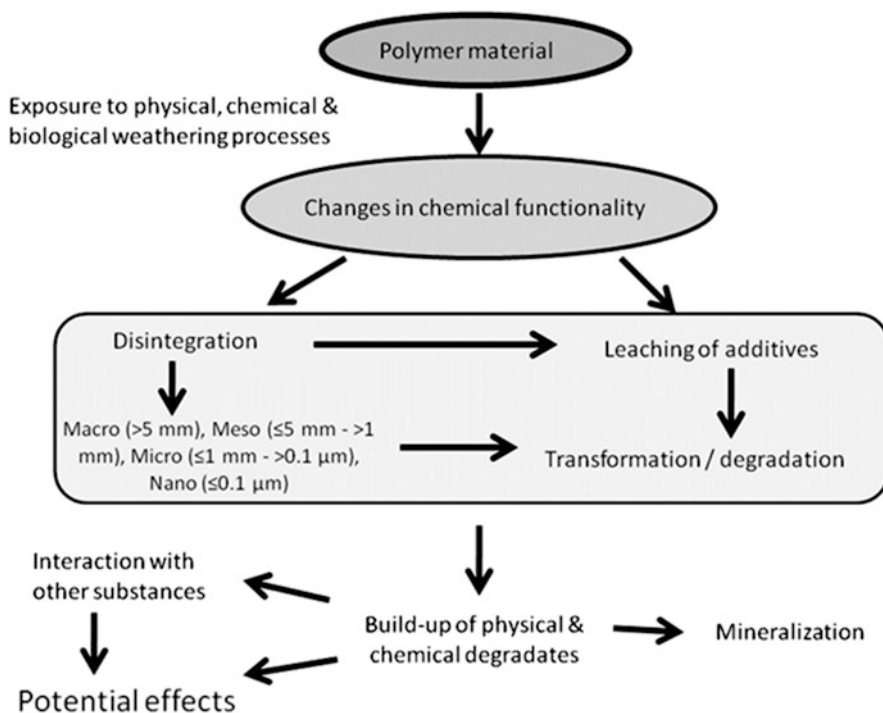 Polymer material
Exposure to physical, chemical &
biological weathering processes
Changes in chemical functionality
Disintegration
Leaching of additives
Macro (>5 mm), Meso (≤5 mm - >1
mm), Micro (≤1 mm - >0.1 µm),
Nano (≤0.1 µm)
Transformation / degradation
Interaction with
other substances
Build-up of physical &
chemical degradates
Mineralization
Potential effects